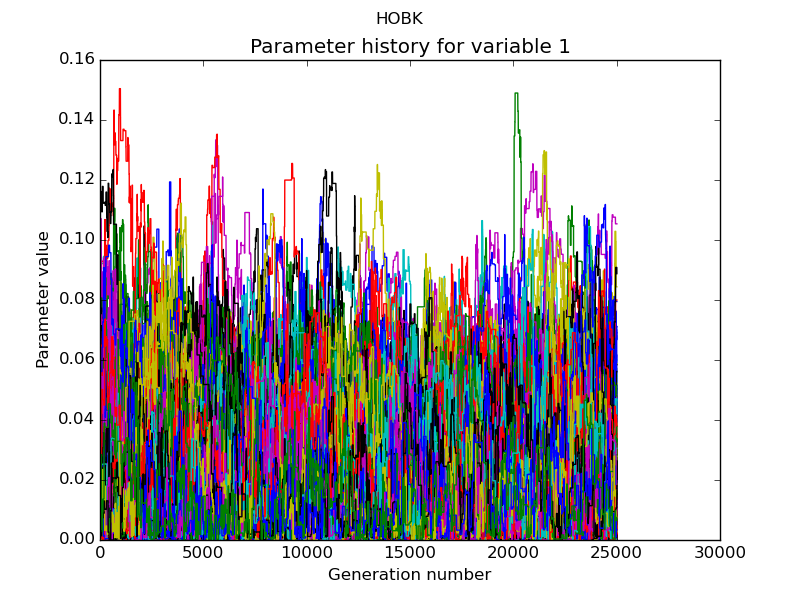 HOBK
Parameter history for variable 1
0.16
0.14
0.12
0.10
0.08
0.06
0.04
0.02
0.00
Parameter value
0 5000 10000 15000 20000 25000 30000
Generation number